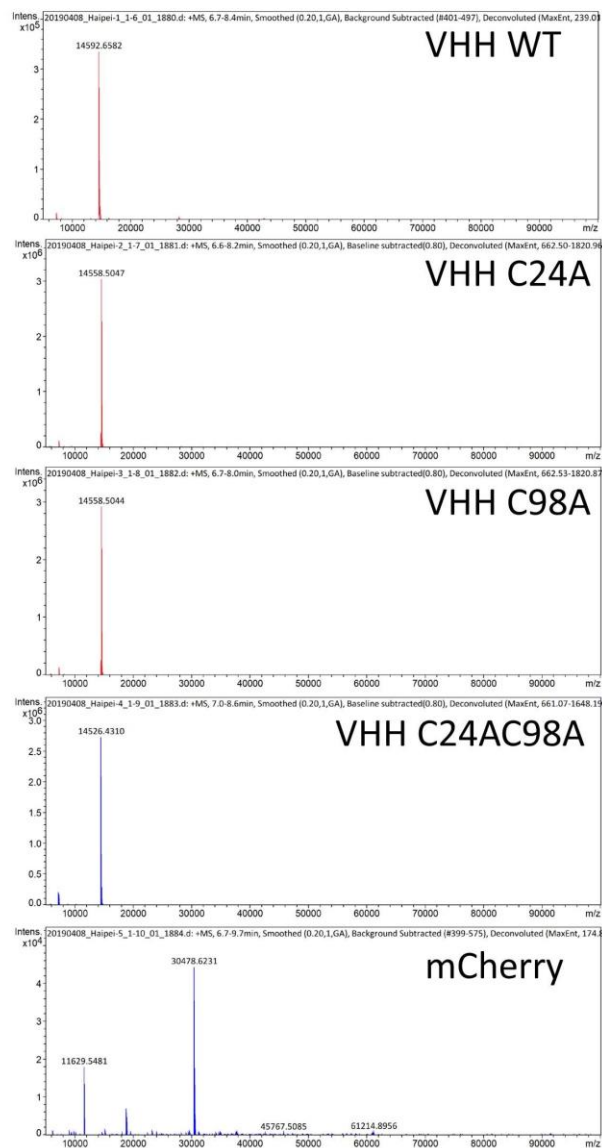 Intens. 20190408_Haipei-1_1-6_01_1880.d: +MS, 6.7-8.4min, Smoothed (0.20,1,GA), Background Subtracted (#401-497), Deconvoluted (MaxEnt, 239.01
x10⁵
VHH WT
14592.6582
3
2
1
0
10000 20000 30000 40000 50000 60000 70000 80000 90000 m/z
Intens. 20190408_Haipei-2_1-7_01_1881.d: +MS, 6.6-8.2min, Smoothed (0.20,1,GA), Baseline subtracted(0.80), Deconvoluted (MaxEnt, 662.50-1820.96
x10⁶
VHH C24A
14558.5047
3
2
1
0
10000 20000 30000 40000 50000 60000 70000 80000 90000 m/z
Intens. 20190408_Haipei-3_1-8_01_1882.d: +MS, 6.7-8.0min, Smoothed (0.20,1,GA), Baseline subtracted(0.80), Deconvoluted (MaxEnt, 662.53-1820.87
x10⁶
VHH C98A
14558.5044
3
2
1
0
10000 20000 30000 40000 50000 60000 70000 80000 90000 m/z
Intens. 20190408_Haipei-4_1-9_01_1883.d: +MS, 7.0-8.6min, Smoothed (0.20,1,GA), Baseline subtracted(0.80), Deconvoluted (MaxEnt, 661.07-1648.19
x10⁶
3.0
VHH C24AC98A
14526.4310
2.5
2.0
1.5
1.0
0.5
0.0
10000 20000 30000 40000 50000 60000 70000 80000 90000 m/z
Intens. 20190408_Haipei-5_1-10_01_1884.d: +MS, 6.7-9.7min, Smoothed (0.20,1,GA), Background Subtracted (#399-575), Deconvoluted (MaxEnt, 174.8
x10⁴
mCherry
30478.6231
4
3
2
11629.5481
1
45767.5085 61214.8956
0
10000 20000 30000 40000 50000 60000 70000 80000 90000 m/z